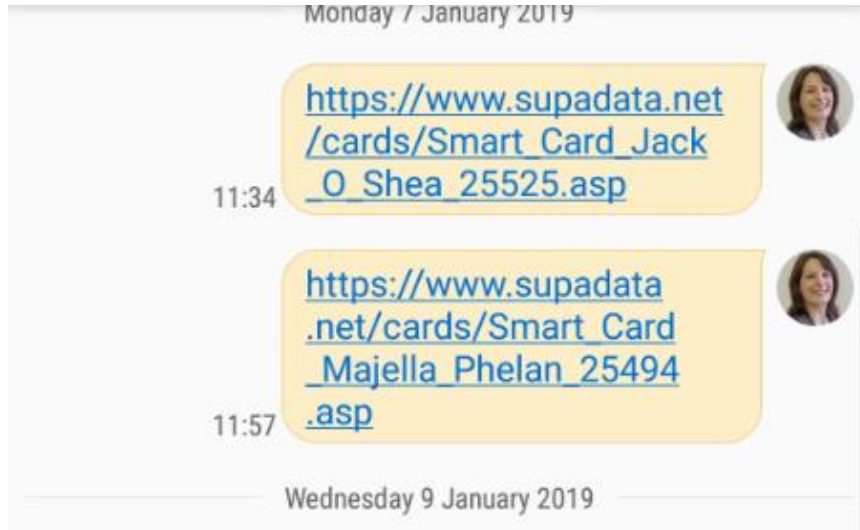 Monday 7 January 2019
https://www.supadata.net
/cards/Smart_Card_Jack
_O_Shea_25525.asp
11:34
https://www.supadata
.net/cards/Smart_Card
_Majella_Phelan_25494
.asp
11:57
Wednesday 9 January 2019